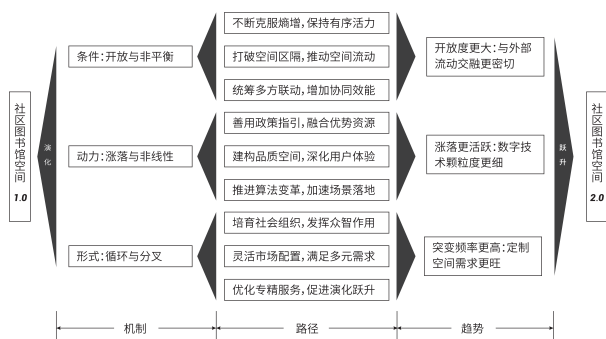 社区图书馆空间 1.0
演化
条件：开放与非平衡
动力：涨落与非线性
形式：循环与分叉
不断克服熵增，保持有序活力
打破空间区隔，推动空间流动
统筹多方联动，增加协同效能
善用政策指引，融合优势资源
建构品质空间，深化用户体验
推进算法变革，加速场景落地
培育社会组织，发挥众智作用
灵活市场配置，满足多元需求
优化专精服务，促进演化跃升
开放度更大：与外部
流动交融更密切
涨落更活跃：数字技
术颗粒度更细
突变频率更高：定制
空间需求更旺
跃升
社区图书馆空间 2.0
机制
路径
趋势